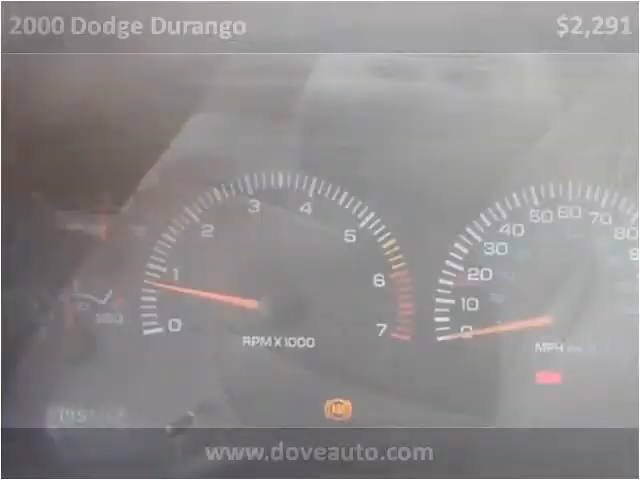 2000 Dodge Durango $2,291
0 1 2 3 4 5 6 7
RPM X 1000
0 10 20 30 40 50 60 70 80
MPH
ABS
www.doveauto.com